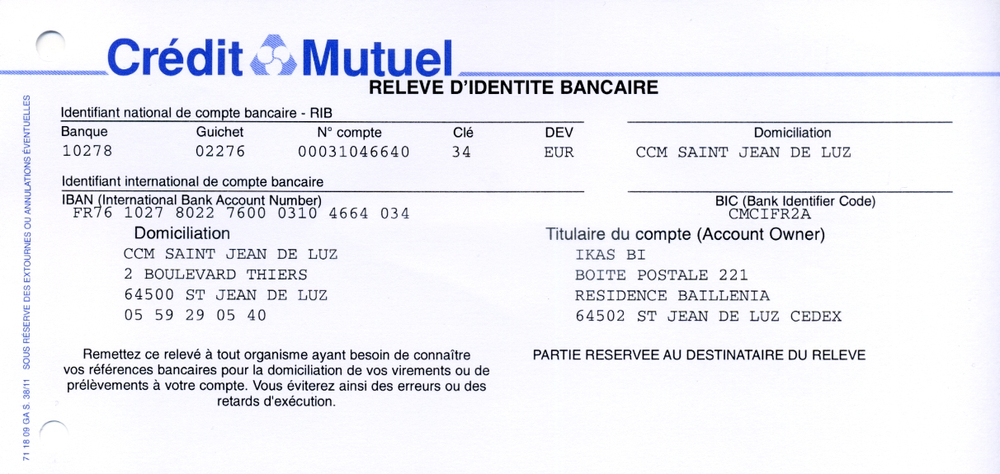 Crédit Mutuel
RELEVE D'IDENTITE BANCAIRE
Identifiant national de compte bancaire - RIB
Banque Guichet N° compte Clé DEV Domiciliation
10278 02276 00031046640 34 EUR CCM SAINT JEAN DE LUZ
Identifiant international de compte bancaire
IBAN (International Bank Account Number) BIC (Bank Identifier Code)
FR76 1027 8022 7600 0310 4664 034 CMCIFR2A
Domiciliation
CCM SAINT JEAN DE LUZ
2 BOULEVARD THIERS
64500 ST JEAN DE LUZ
05 59 29 05 40
Titulaire du compte (Account Owner)
IKAS BI
BOITE POSTALE 221
RESIDENCE BAILLENIA
64502 ST JEAN DE LUZ CEDEX
Remettez ce relevé à tout organisme ayant besoin de connaître
vos références bancaires pour la domiciliation de vos virements ou de
prélèvements à votre compte. Vous éviterez ainsi des erreurs ou des
retards d'exécution.
PARTIE RESERVEE AU DESTINATAIRE DU RELEVE
71 18 09 GA S. 38/11 SOUS RÉSERVE DES EXTOURNES OU ANNULATIONS ÉVENTUELLES